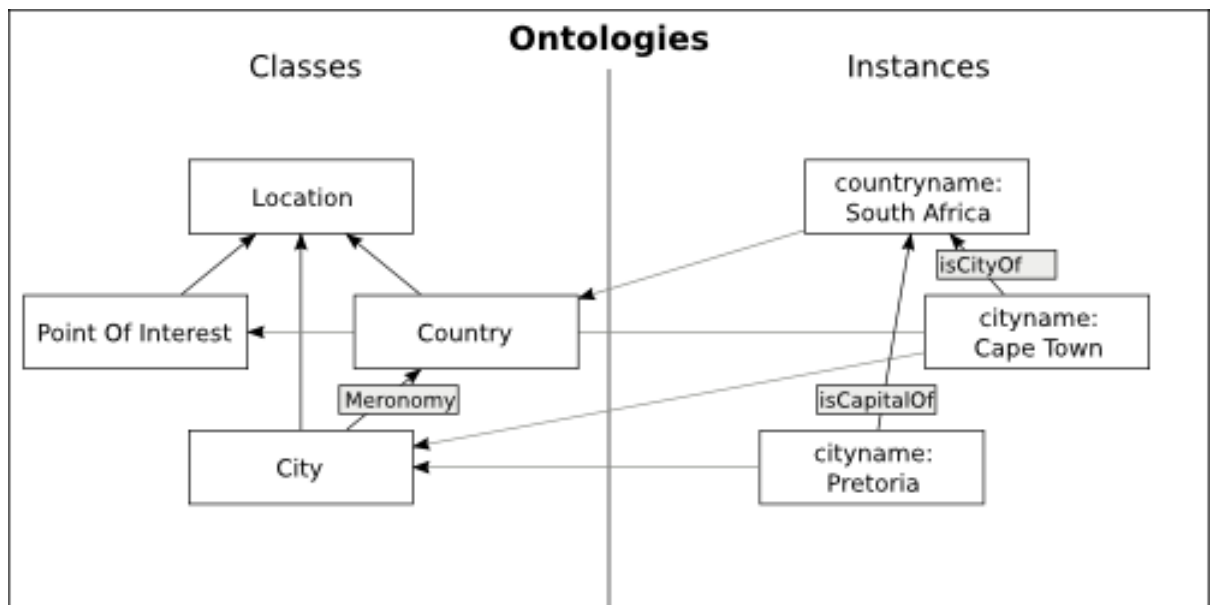 Ontologies
Classes
Instances
Location
countryname:
South Africa
isCityOf
Point Of Interest
Country
cityname:
Cape Town
Meronomy
isCapitalOf
City
cityname:
Pretoria